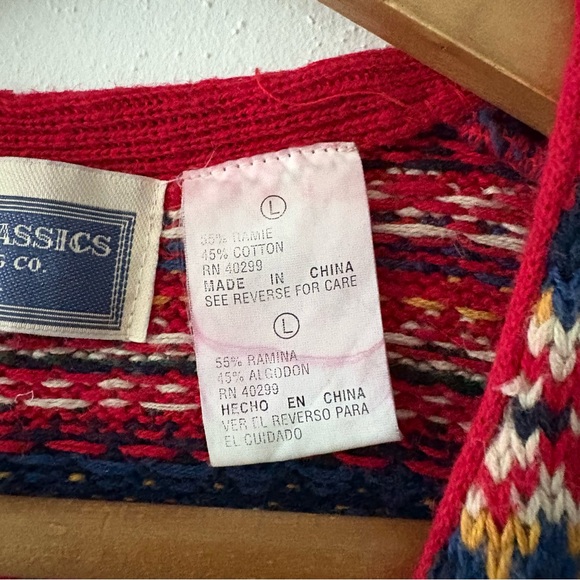 ASSICS
CO.
L
55% RAMIE
45% COTTON
RN 40299
MADE IN CHINA
SEE REVERSE FOR CARE
L
55% RAMINA
45% ALGODON
RN 40299
HECHO EN CHINA
VER EL REVERSO PARA
EL CUIDADO